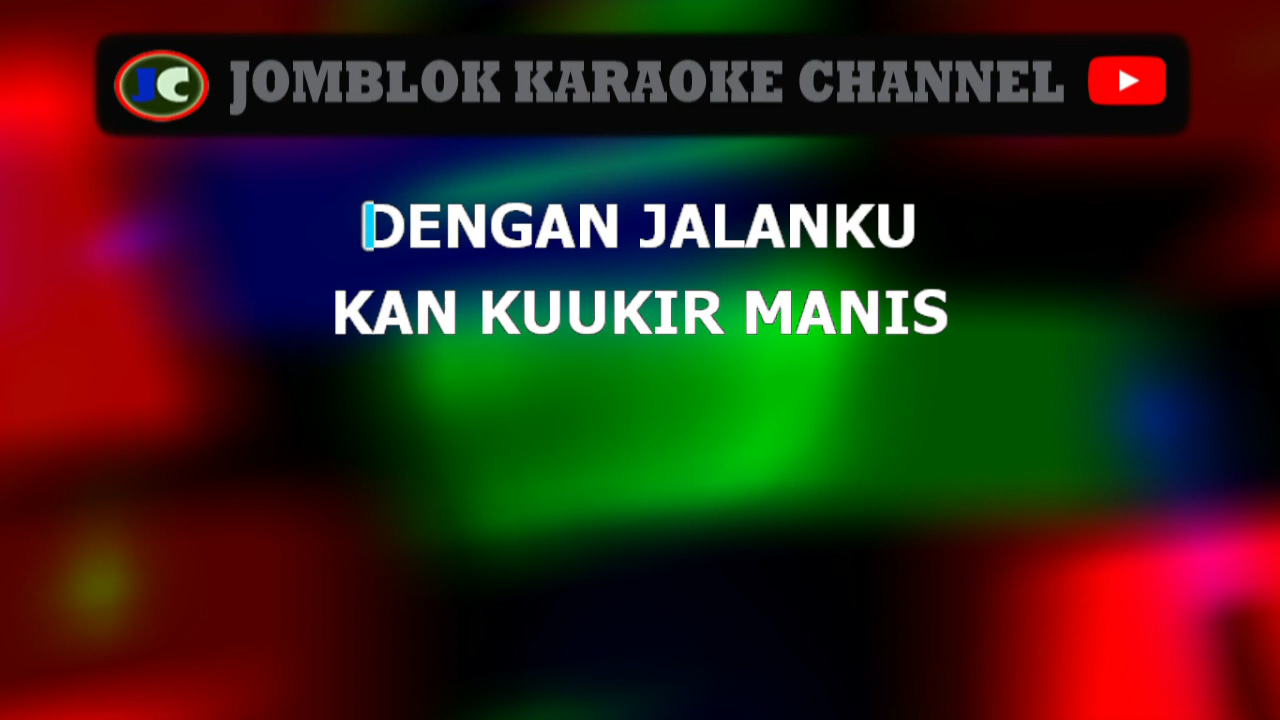 JC JOMBLOK KARAOKE CHANNEL
DENGAN JALANKU
KAN KUUKIR MANIS